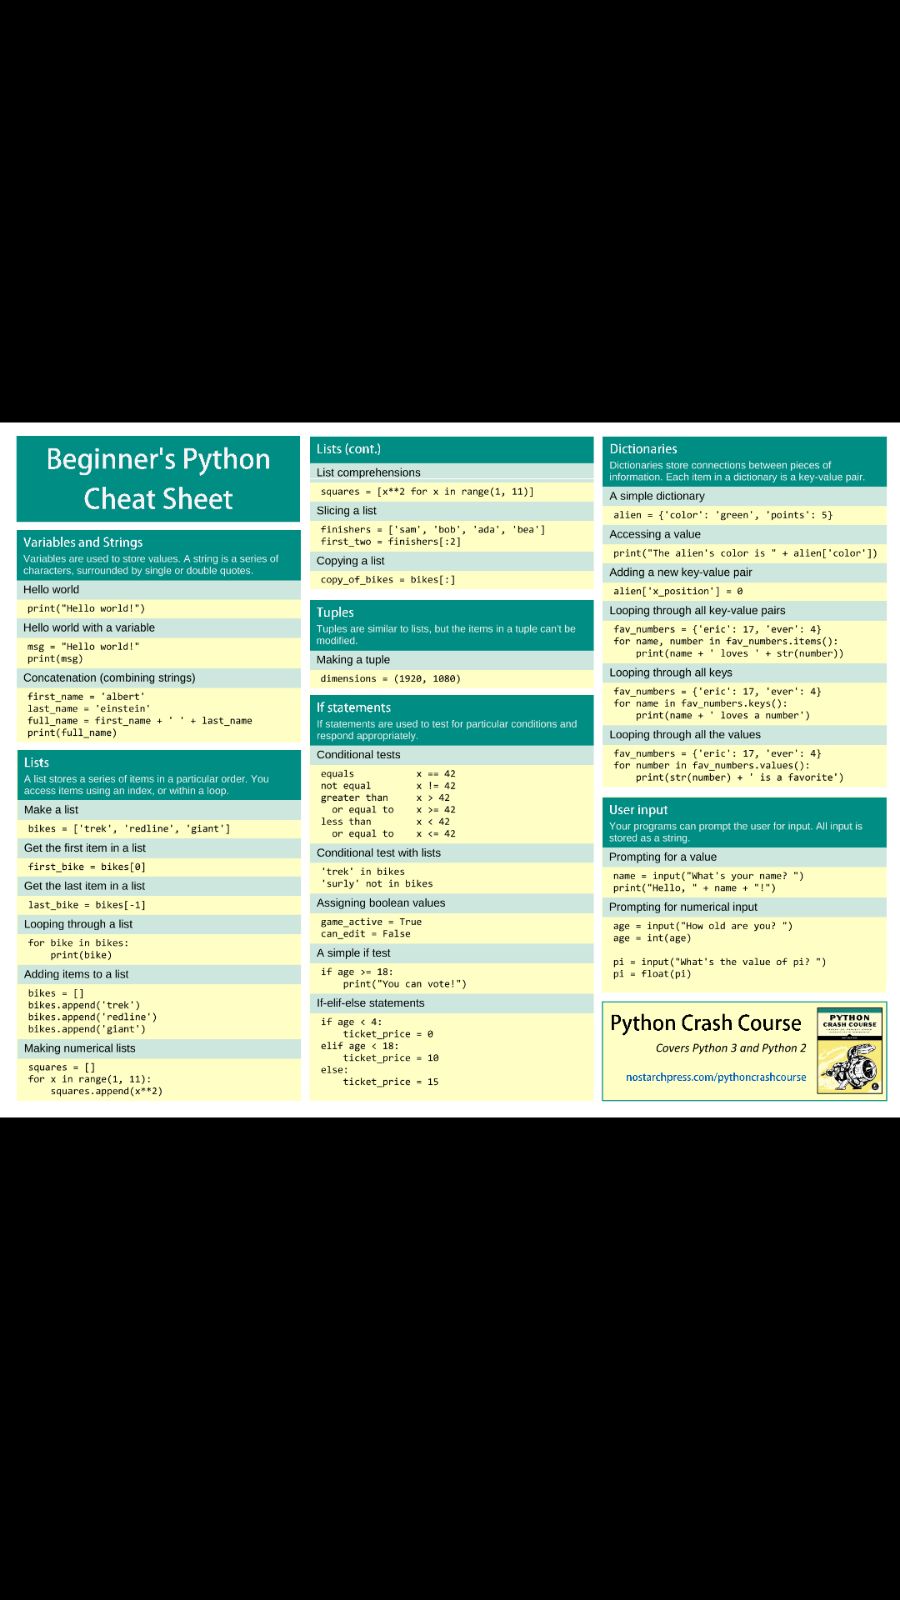 Beginner's Python
Cheat Sheet
Variables and Strings
Variables are used to store values. A string is a series of
characters, surrounded by single or double quotes.
Hello world
print("Hello world!")
Hello world with a variable
msg = "Hello world!"
print(msg)
Concatenation (combining strings)
first_name = 'albert'
last_name = 'einstein'
full_name = first_name + ' ' + last_name
print(full_name)
Lists
A list stores a series of items in a particular order. You
access items using an index, or within a loop.
Make a list
bikes = ['trek', 'redline', 'giant']
Get the first item in a list
first_bike = bikes[0]
Get the last item in a list
last_bike = bikes[-1]
Looping through a list
for bike in bikes:
    print(bike)
Adding items to a list
bikes = []
bikes.append('trek')
bikes.append('redline')
bikes.append('giant')
Making numerical lists
squares = []
for x in range(1, 11):
    squares.append(x**2)
Lists (cont.)
List comprehensions
squares = [x**2 for x in range(1, 11)]
Slicing a list
finishers = ['sam', 'bob', 'ada', 'bea']
first_two = finishers[:2]
Copying a list
copy_of_bikes = bikes[:]
Tuples
Tuples are similar to lists, but the items in a tuple can't be
modified.
Making a tuple
dimensions = (1920, 1080)
If statements
If statements are used to test for particular conditions and
respond appropriately.
Conditional tests
equals x == 42
not equal x != 42
greater than x > 42
or equal to x >= 42
less than x < 42
or equal to x <= 42
Conditional test with lists
'trek' in bikes
'surly' not in bikes
Assigning boolean values
game_active = True
can_edit = False
A simple if test
if age >= 18:
    print("You can vote!")
If-elif-else statements
if age < 4:
    ticket_price = 0
elif age < 18:
    ticket_price = 10
else:
    ticket_price = 15
Dictionaries
Dictionaries store connections between pieces of
information. Each item in a dictionary is a key-value pair.
A simple dictionary
alien = {'color': 'green', 'points': 5}
Accessing a value
print("The alien's color is " + alien['color'])
Adding a new key-value pair
alien['x_position'] = 0
Looping through all key-value pairs
fav_numbers = {'eric': 17, 'ever': 4}
for name, number in fav_numbers.items():
    print(name + ' loves ' + str(number))
Looping through all keys
fav_numbers = {'eric': 17, 'ever': 4}
for name in fav_numbers.keys():
    print(name + ' loves a number')
Looping through all the values
fav_numbers = {'eric': 17, 'ever': 4}
for number in fav_numbers.values():
    print(str(number) + ' is a favorite')
User input
Your programs can prompt the user for input. All input is
stored as a string.
Prompting for a value
name = input("What's your name? ")
print("Hello, " + name + "!")
Prompting for numerical input
age = input("How old are you? ")
age = int(age)
pi = input("What's the value of pi? ")
pi = float(pi)
Python Crash Course
Covers Python 3 and Python 2
nostarchpress.com/pythoncrashcourse
PYTHON
CRASH COURSE